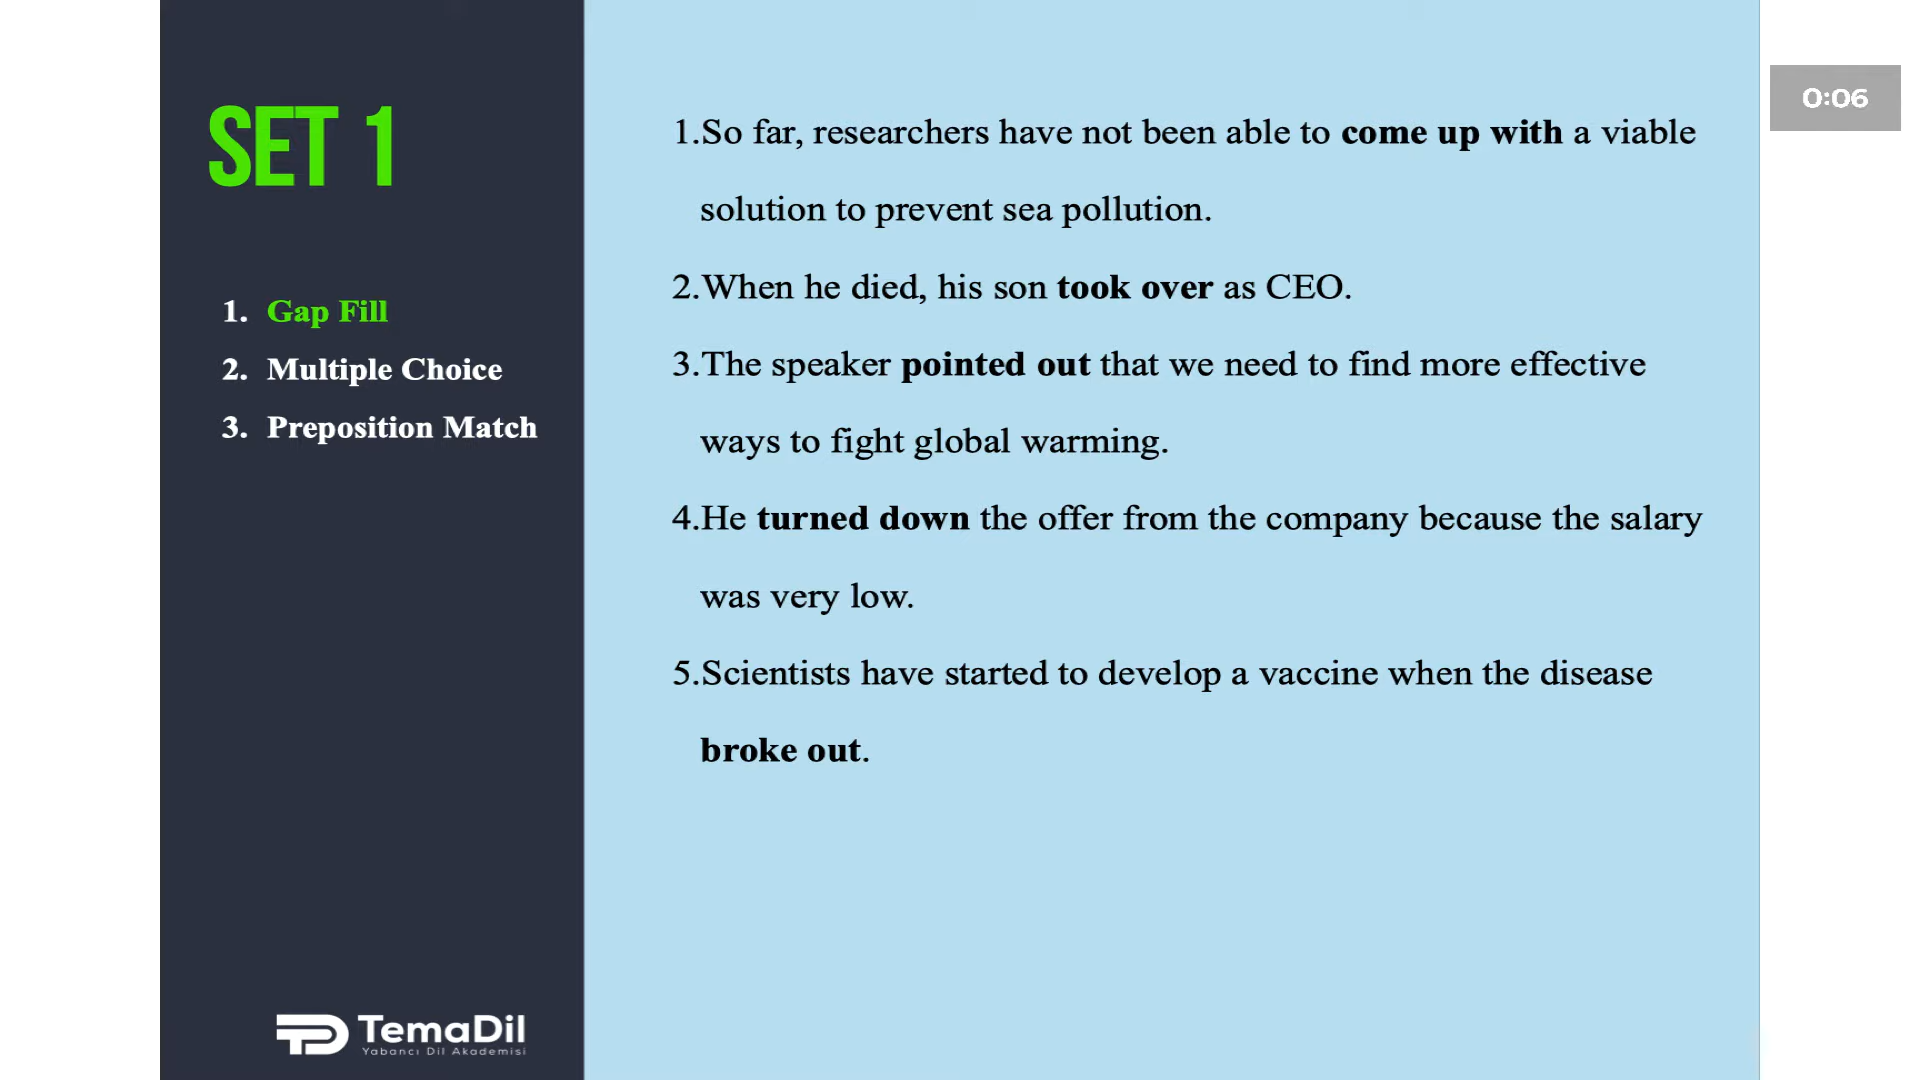 SET 1
1. Gap Fill
2. Multiple Choice
3. Preposition Match
TemaDil
Yabancı Dil Akademisi
1.So far, researchers have not been able to come up with a viable
solution to prevent sea pollution.
2.When he died, his son took over as CEO.
3.The speaker pointed out that we need to find more effective
ways to fight global warming.
4.He turned down the offer from the company because the salary
was very low.
5.Scientists have started to develop a vaccine when the disease
broke out.
0:06